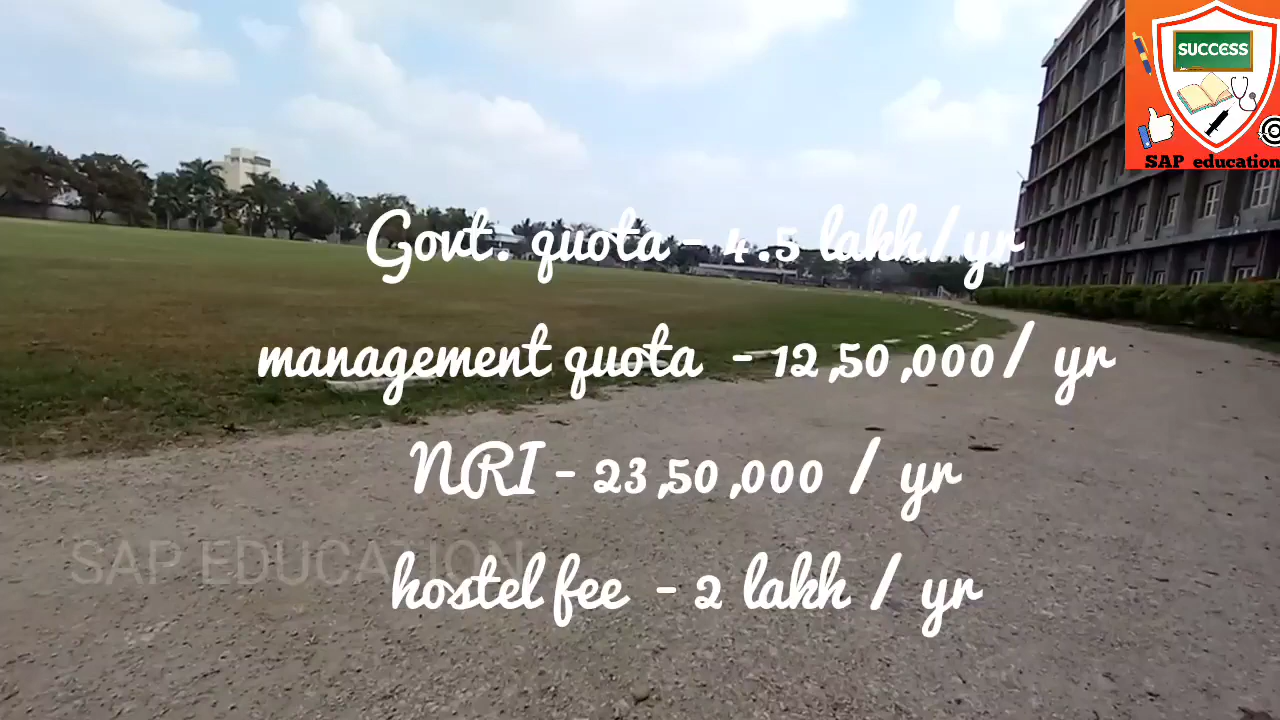 SUCCESS
SAP education
Govt. quota - 4.5 lakh/yr
management quota - 12,50,000/ yr
NRI - 23,50,000 / yr
SAP EDUCATION
hostel fee - 2 lakh / yr